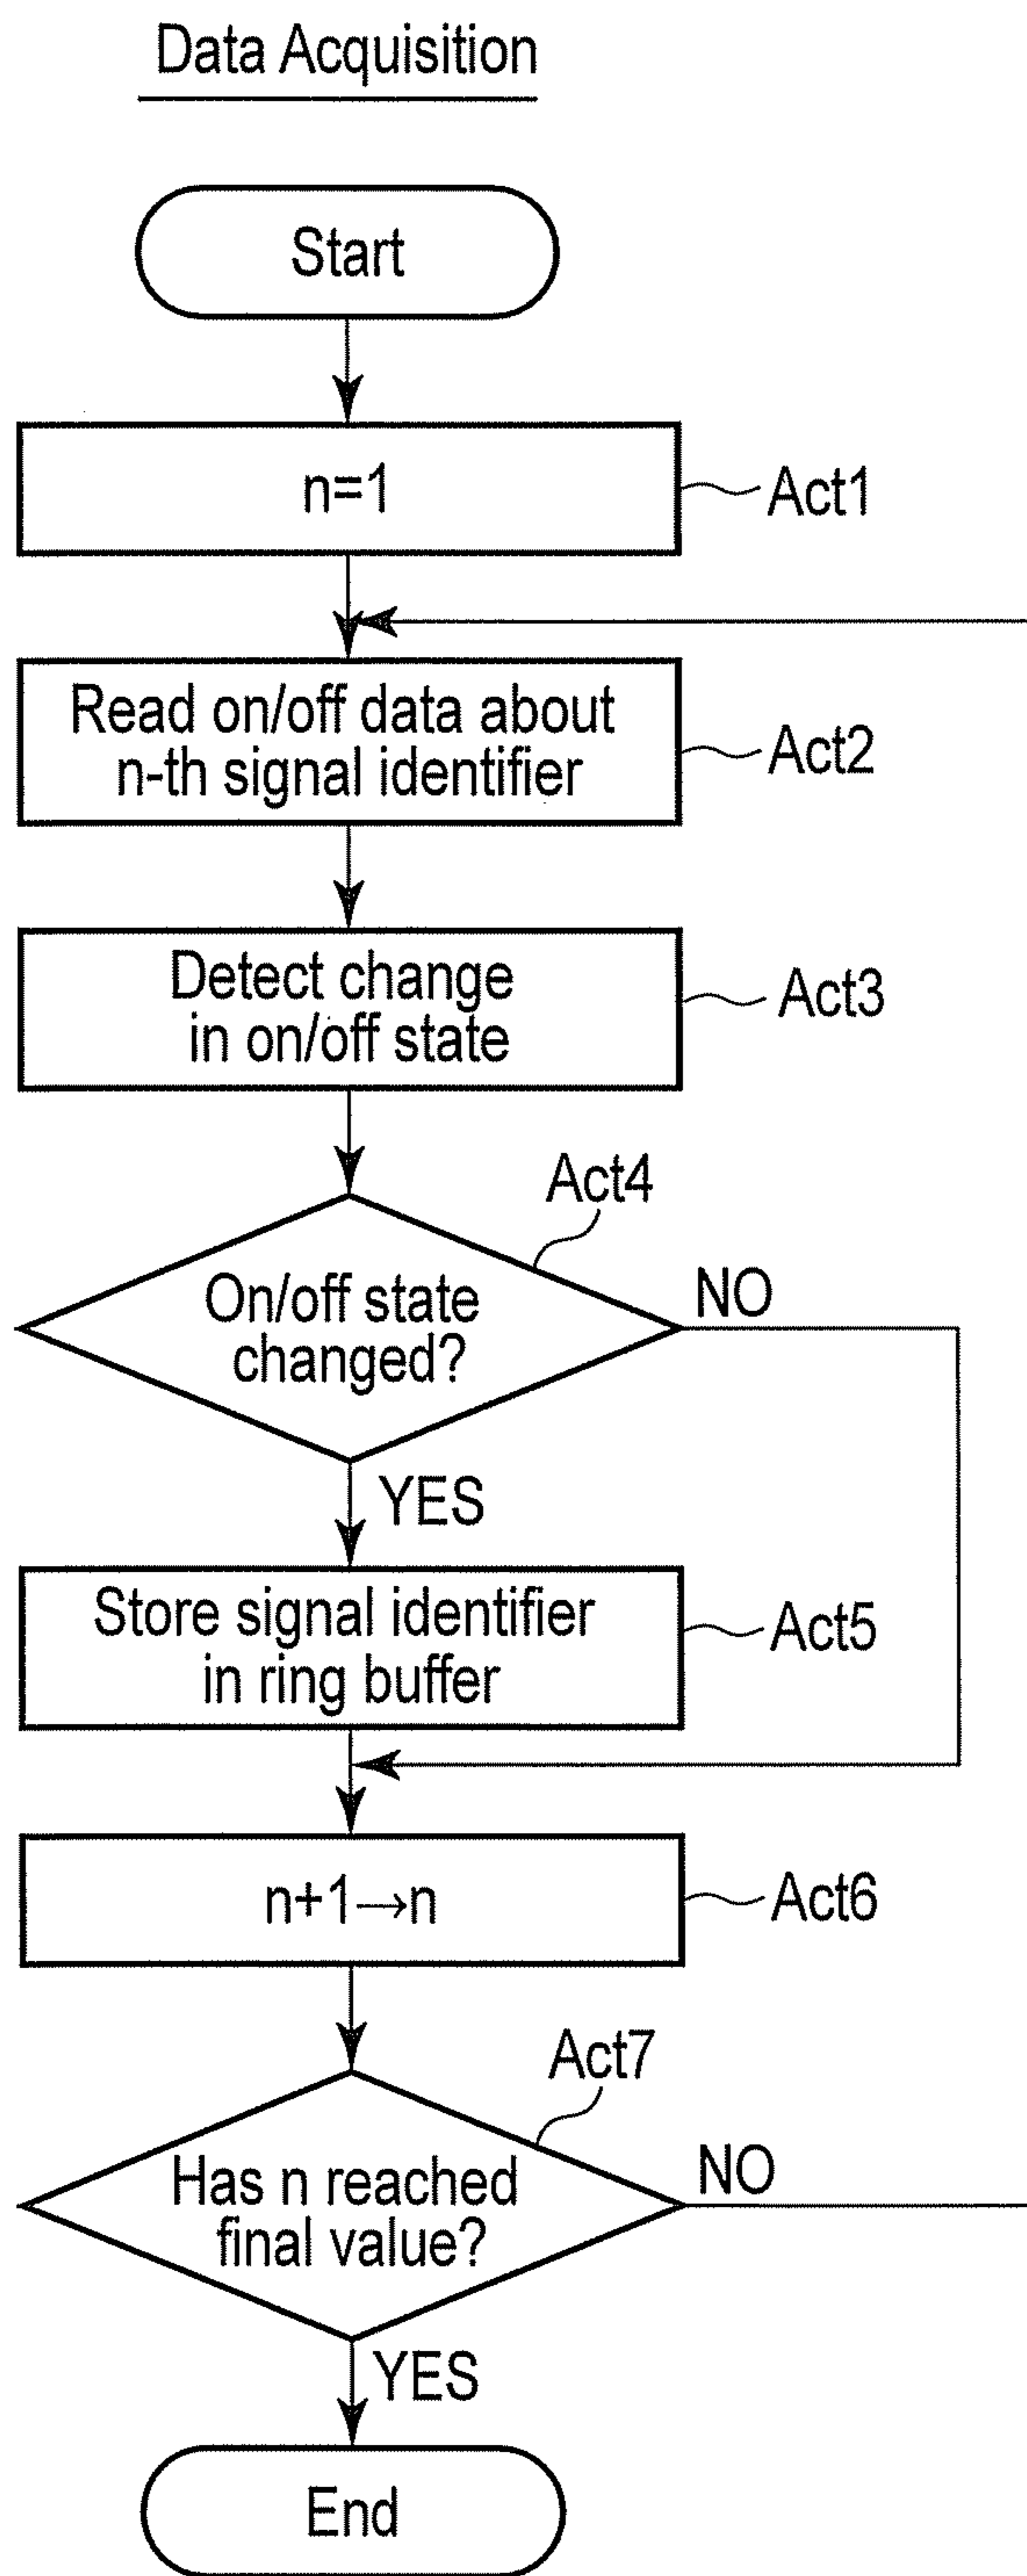 Data Acquisition
Start
n=1
Act1
Read on/off data about
n-th signal identifier
Act2
Detect change
in on/off state
Act3
Act4
On/off state
changed?
NO
YES
Store signal identifier
in ring buffer
Act5
n+1→n
Act6
Act7
Has n reached
final value?
NO
YES
End